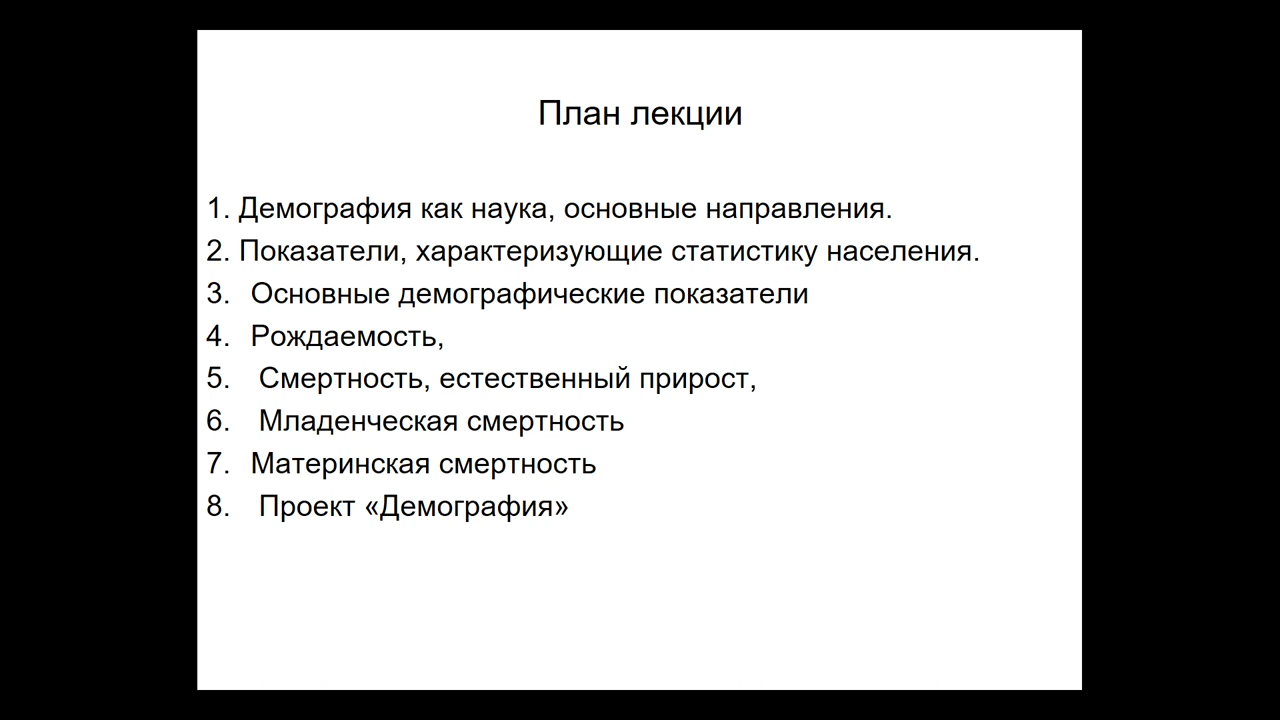 План лекции
1. Демография как наука, основные направления.
2. Показатели, характеризующие статистику населения.
3. Основные демографические показатели
4. Рождаемость,
5. Смертность, естественный прирост,
6. Младенческая смертность
7. Материнская смертность
8. Проект «Демография»